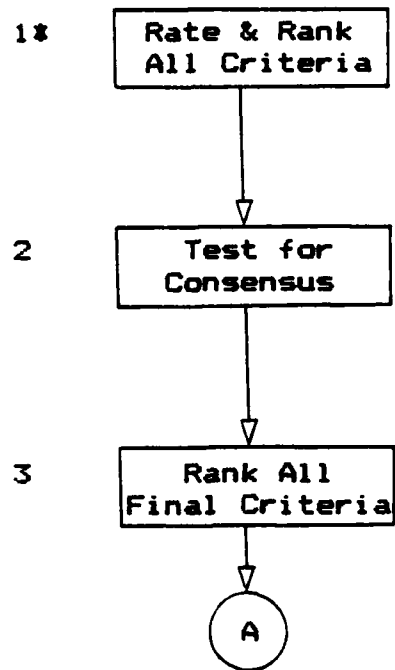 1* Rate & Rank
All Criteria
2 Test for
Consensus
3 Rank All
Final Criteria
A